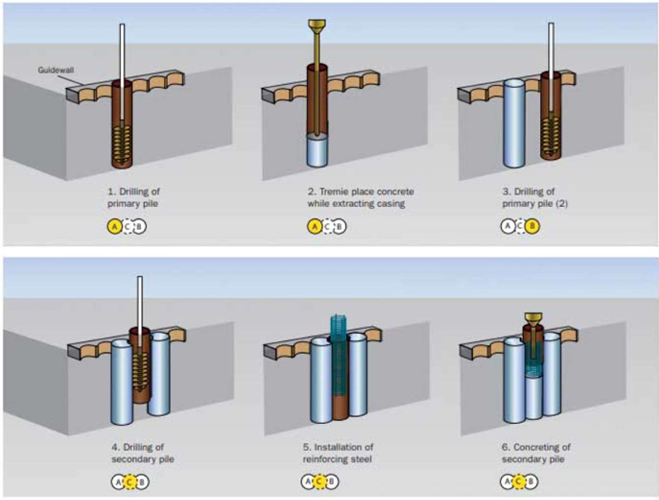 Guidewall
1. Drilling of
primary pile
A C B
2. Tremie place concrete
while extracting casing
A C B
3. Drilling of
primary pile (2)
A C B
4. Drilling of
secondary pile
A C B
5. Installation of
reinforcing steel
A C B
6. Concreting of
secondary pile
A C B